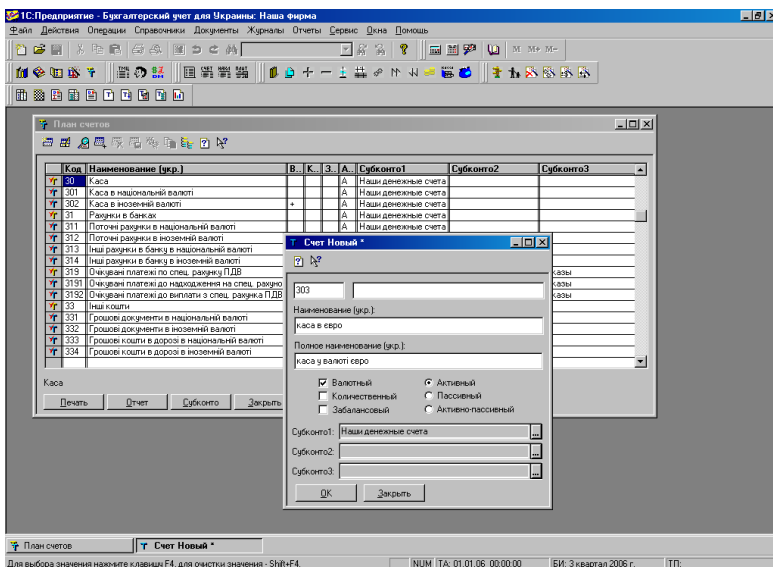 1С:Предприятие - Бухгалтерский учет для Украины: Наша фирма
Файл Действия Операции Справочники Документы Журналы Отчеты Сервис Окна Помощь
M M+ M-
План счетов
Код Наименование (укр.) В.. К.. З.. А.. Субконто1 Субконто2 Субконто3
30 Каса А Наши денежные счета
301 Каса в національній валюті А Наши денежные счета
302 Каса в іноземній валюті + А Наши денежные счета
31 Рахунки в банках А Наши денежные счета
311 Поточні рахунки в національній валюті А Наши денежные счета
312 Поточні рахунки в іноземній валюті
313 Інші рахунки в банку в національній валюті
314 Інші рахунки в банку в іноземній валюті
319 Очікувані платежі по спец. рахунку ПДВ казы
3191 Очікувані платежі до надходження на спец. рахуно казы
3192 Очікувані платежі до виплати з спец. рахунка ПДВ казы
33 Інші кошти
331 Грошові документи в національній валюті
332 Грошові документи в іноземній валюті
333 Грошові кошти в дорозі в національній валюті
334 Грошові кошти в дорозі в іноземній валюті
Каса
Печать Отчет Субконто Закрыть
Счет Новый *
303
Наименование (укр.):
каса в євро
Полное наименование (укр.):
каса у валюті євро
Валютный Активный
Количественный Пассивный
Забалансовый Активно-пассивный
Субконто1: Наши денежные счета ...
Субконто2: ...
Субконто3: ...
OK Закрыть
План счетов Счет Новый *
Для выбора значения нажмите клавишу F4, для очистки значения - Shift+F4. NUM ТА: 01.01.06 00:00:00 БИ: 3 квартал 2006 г. ТП: